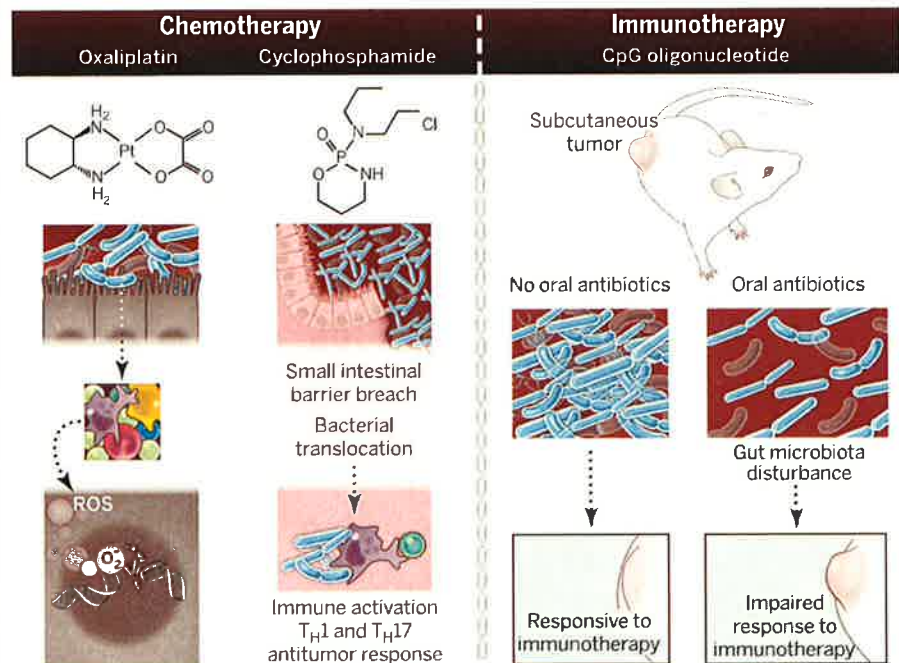 Chemotherapy
Oxaliplatin
Cyclophosphamide
H₂
N
Pt
N
H₂
O
O
O
O
O
P
N
Cl
O
NH
Small intestinal
barrier breach
Bacterial
translocation
ROS
O₂
Immune activation
TH1 and TH17
antitumor response
Immunotherapy
CpG oligonucleotide
Subcutaneous
tumor
No oral antibiotics
Oral antibiotics
Gut microbiota
disturbance
Responsive to
immunotherapy
Impaired
response to
immunotherapy